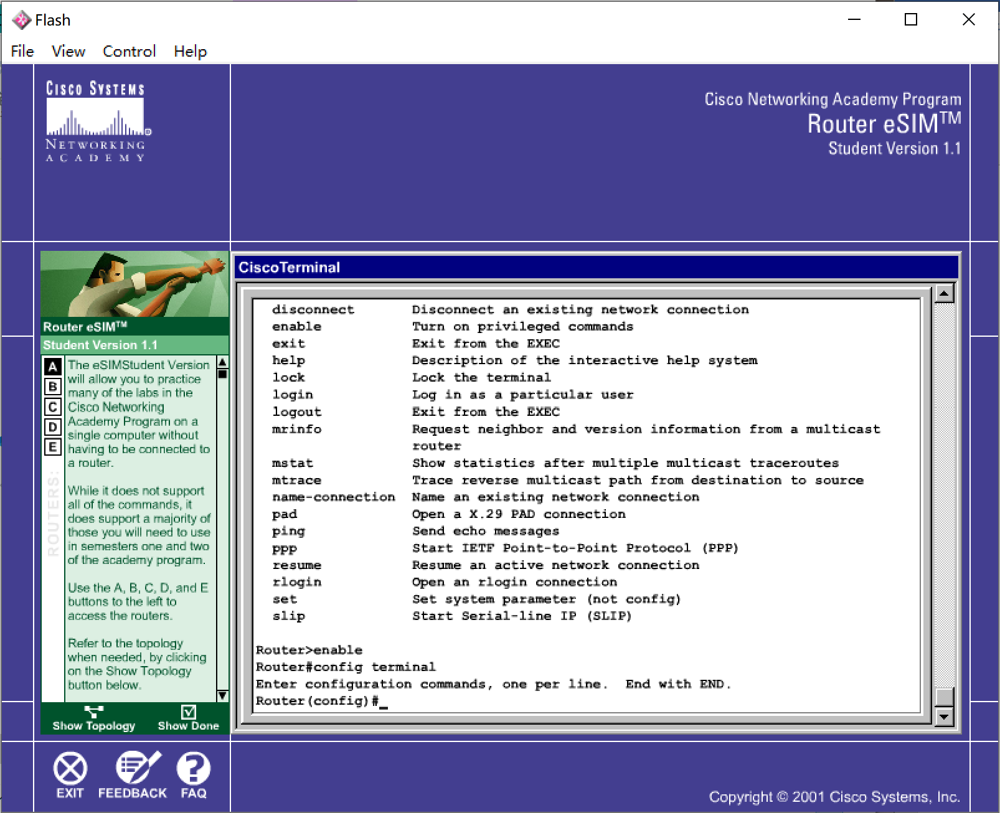 Flash
File View Control Help
CISCO SYSTEMS
NETWORKING
ACADEMY
Cisco Networking Academy Program
Router eSIM™
Student Version 1.1
Router eSIM™
Student Version 1.1
A
B
C
D
E
ROUTERS:
The eSIMStudent Version
will allow you to practice
many of the labs in the
Cisco Networking
Academy Program on a
single computer without
having to be connected to
a router.
While it does not support
all of the commands, it
does support a majority of
those you will need to use
in semesters one and two
of the academy program.
Use the A, B, C, D, and E
buttons to the left to
access the routers.
Refer to the topology
when needed, by clicking
on the Show Topology
button below.
Show Topology Show Done
CiscoTerminal
disconnect Disconnect an existing network connection
enable Turn on privileged commands
exit Exit from the EXEC
help Description of the interactive help system
lock Lock the terminal
login Log in as a particular user
logout Exit from the EXEC
mrinfo Request neighbor and version information from a multicast
router
mstat Show statistics after multiple multicast traceroutes
mtrace Trace reverse multicast path from destination to source
name-connection Name an existing network connection
pad Open a X.29 PAD connection
ping Send echo messages
ppp Start IETF Point-to-Point Protocol (PPP)
resume Resume an active network connection
rlogin Open an rlogin connection
set Set system parameter (not config)
slip Start Serial-line IP (SLIP)
Router>enable
Router#config terminal
Enter configuration commands, one per line.  End with END.
Router(config)#_
EXIT FEEDBACK FAQ
Copyright © 2001 Cisco Systems, Inc.